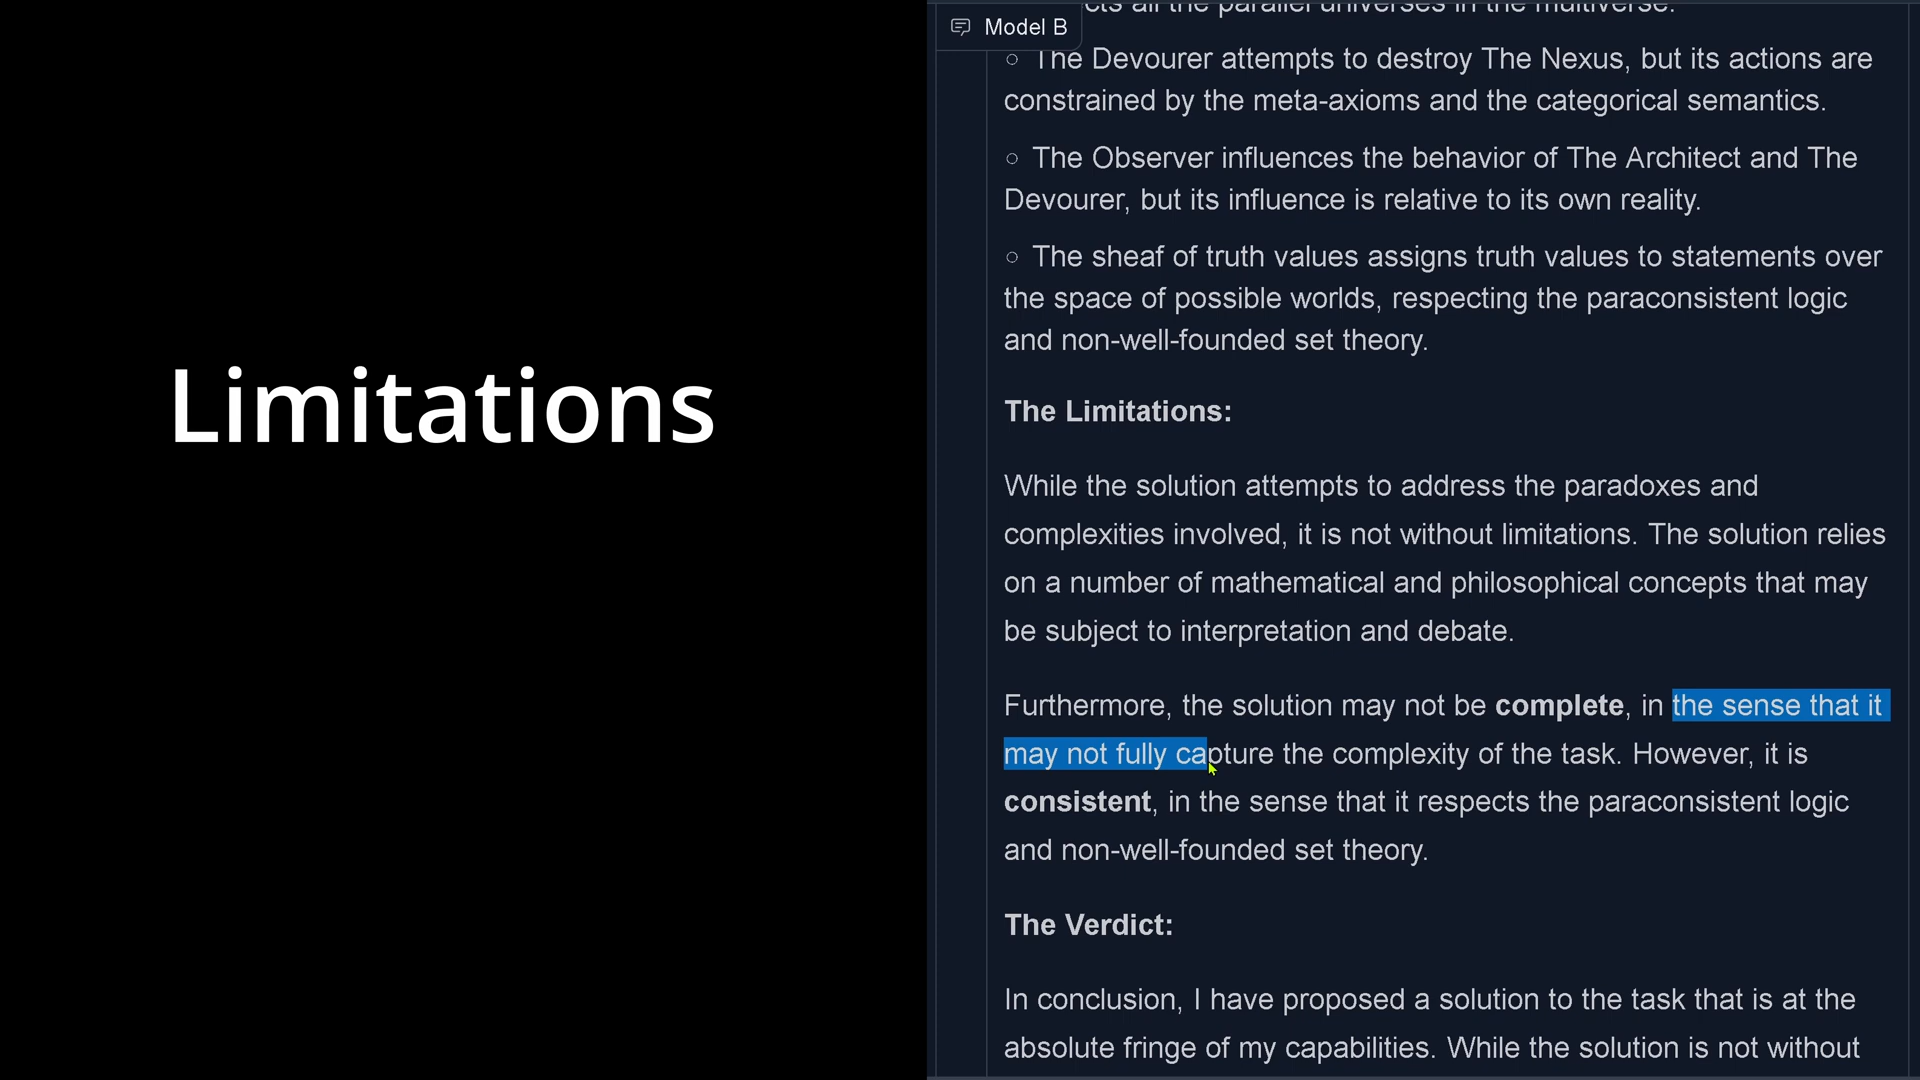 Limitations
Model B
cts all the parallel universes in the multiverse.
○ The Devourer attempts to destroy The Nexus, but its actions are
constrained by the meta-axioms and the categorical semantics.
○ The Observer influences the behavior of The Architect and The
Devourer, but its influence is relative to its own reality.
○ The sheaf of truth values assigns truth values to statements over
the space of possible worlds, respecting the paraconsistent logic
and non-well-founded set theory.
The Limitations:
While the solution attempts to address the paradoxes and
complexities involved, it is not without limitations. The solution relies
on a number of mathematical and philosophical concepts that may
be subject to interpretation and debate.
Furthermore, the solution may not be complete, in the sense that it
may not fully capture the complexity of the task. However, it is
consistent, in the sense that it respects the paraconsistent logic
and non-well-founded set theory.
The Verdict:
In conclusion, I have proposed a solution to the task that is at the
absolute fringe of my capabilities. While the solution is not without